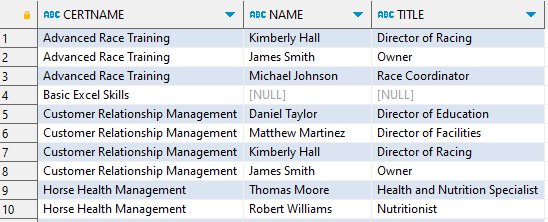 ABC CERTNAME ABC NAME ABC TITLE
1 Advanced Race Training Kimberly Hall Director of Racing
2 Advanced Race Training James Smith Owner
3 Advanced Race Training Michael Johnson Race Coordinator
4 Basic Excel Skills [NULL] [NULL]
5 Customer Relationship Management Daniel Taylor Director of Education
6 Customer Relationship Management Matthew Martinez Director of Facilities
7 Customer Relationship Management Kimberly Hall Director of Racing
8 Customer Relationship Management James Smith Owner
9 Horse Health Management Thomas Moore Health and Nutrition Specialist
10 Horse Health Management Robert Williams Nutritionist